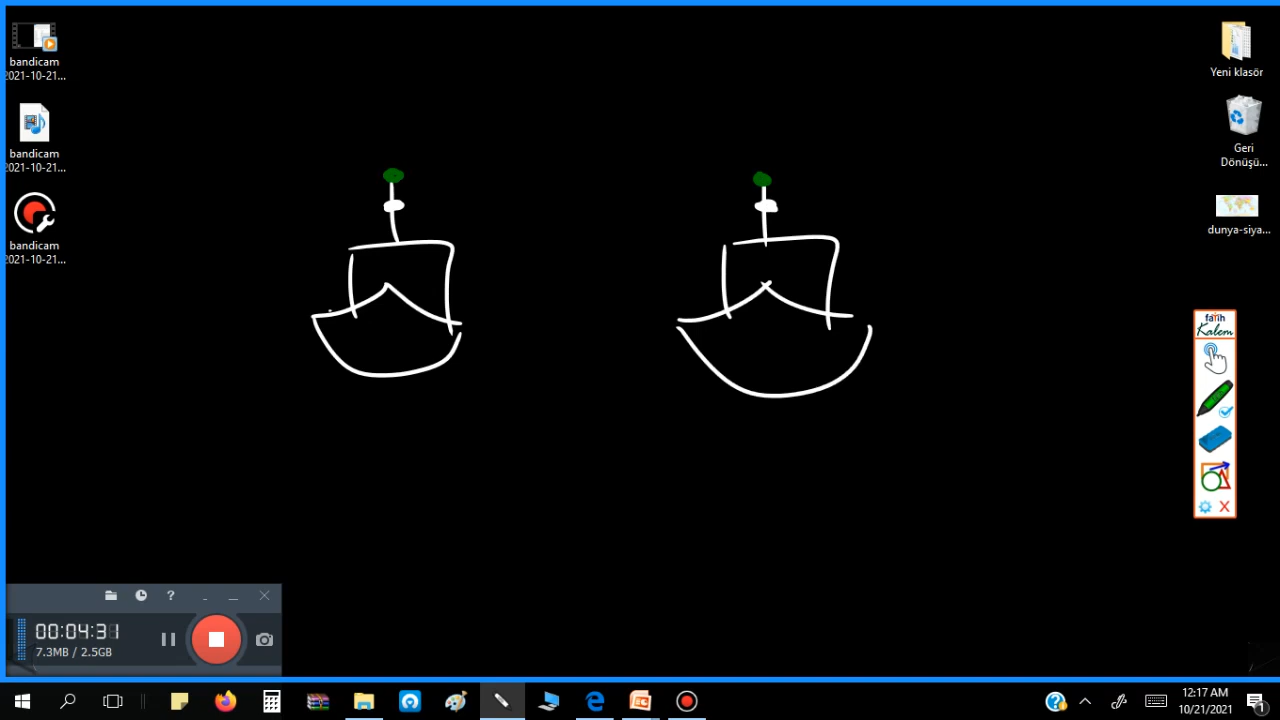 bandicam
2021-10-21...
bandicam
2021-10-21...
bandicam
2021-10-21...
Yeni klasör
Geri
Dönüşü...
dunya-siya...
fatih
Kalem
00:04:31
7.3MB / 2.5GB
12:17 AM
10/21/2021
1